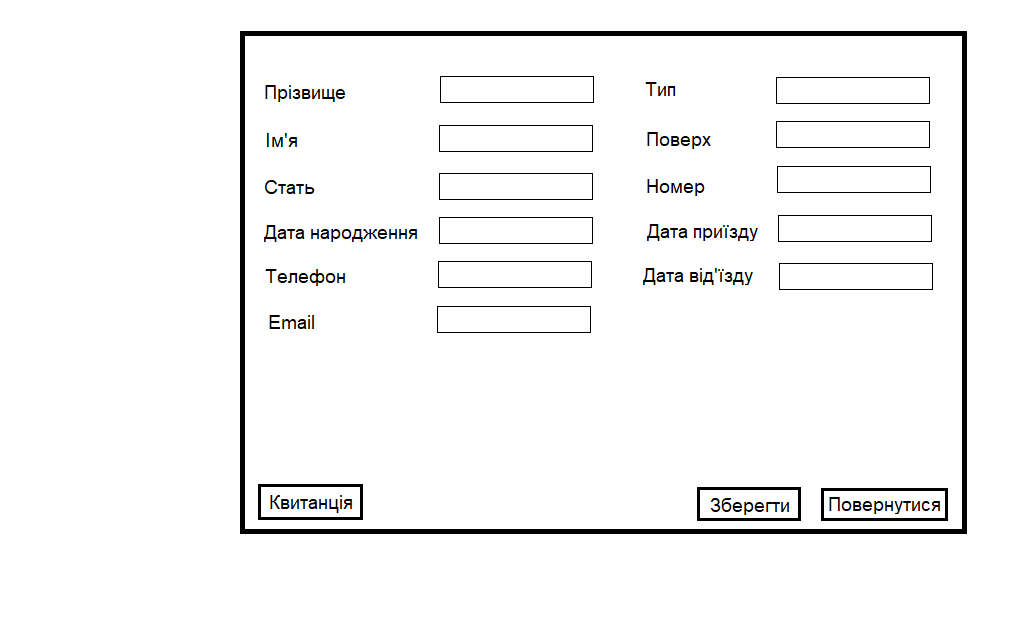 Прізвище
Ім'я
Стать
Дата народження
Телефон
Email
Тип
Поверх
Номер
Дата приїзду
Дата від'їзду
Квитанція
Зберегти
Повернутися